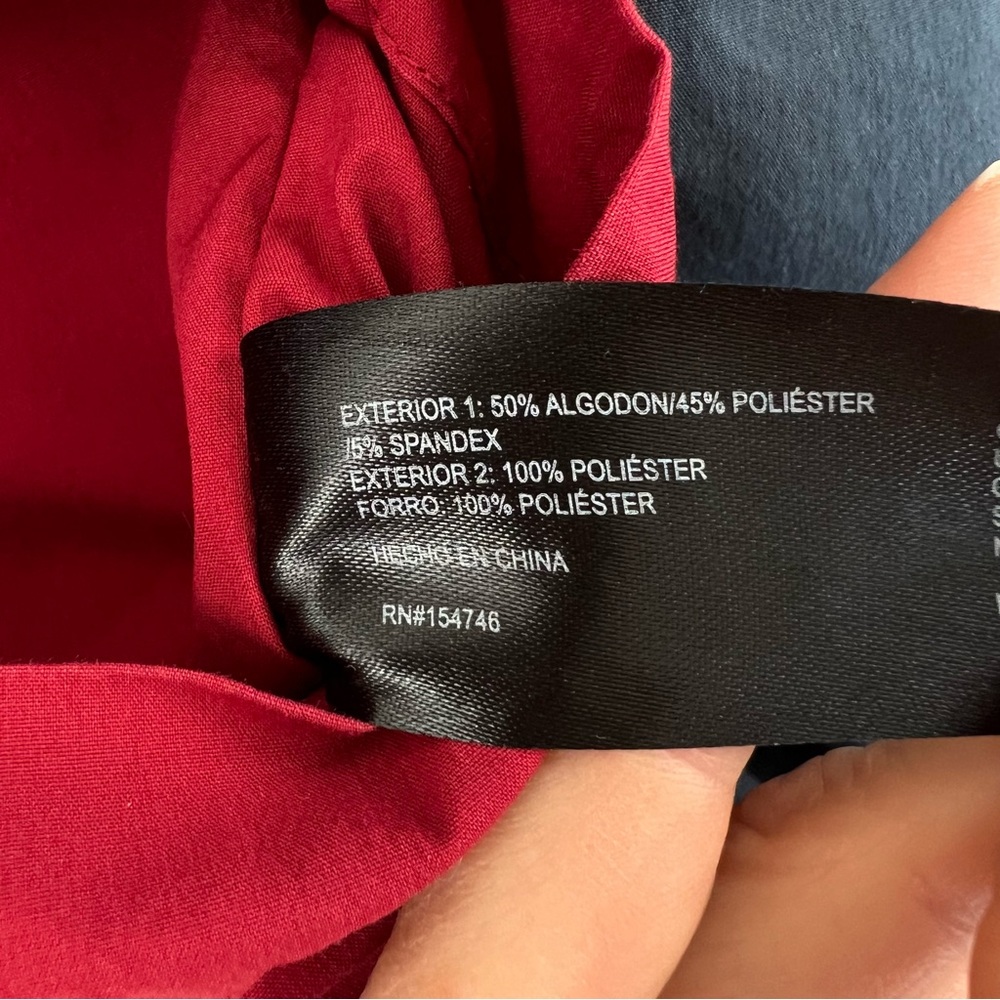 EXTERIOR 1: 50% ALGODON/45% POLIÉSTER
/5% SPANDEX
EXTERIOR 2: 100% POLIÉSTER
FORRO: 100% POLIÉSTER
HECHO EN CHINA
RN#154746